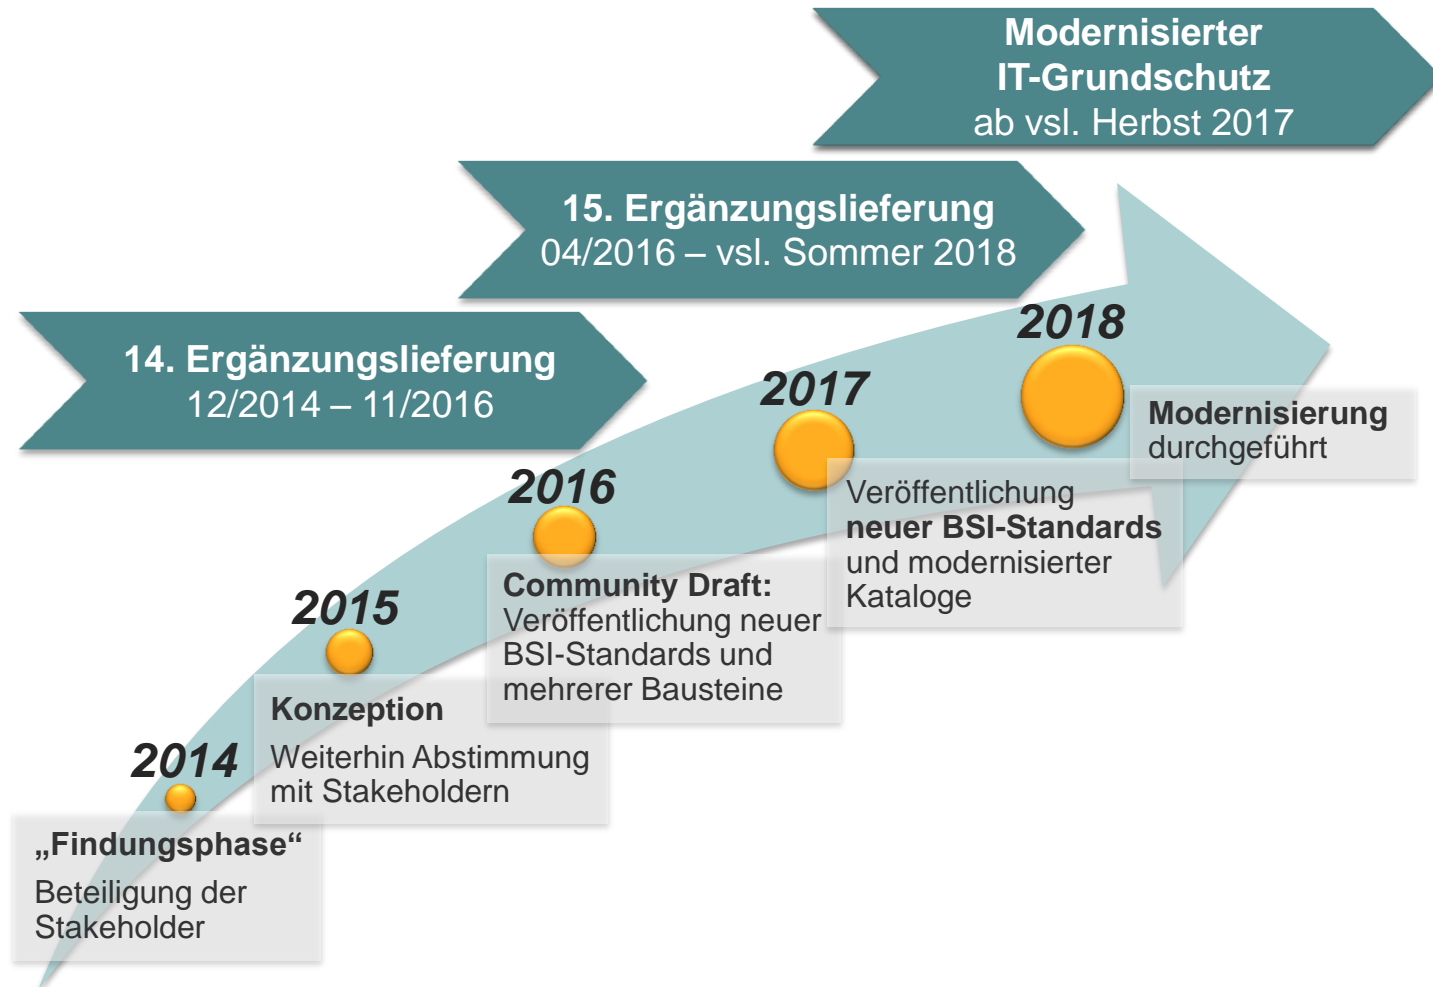 Modernisierter
IT-Grundschutz
ab vsl. Herbst 2017
15. Ergänzungslieferung
04/2016 – vsl. Sommer 2018
14. Ergänzungslieferung
12/2014 – 11/2016
2014
„Findungsphase“
Beteiligung der
Stakeholder
2015
Konzeption
Weiterhin Abstimmung
mit Stakeholdern
2016
Community Draft:
Veröffentlichung neuer
BSI-Standards und
mehrerer Bausteine
2017
Veröffentlichung
neuer BSI-Standards
und modernisierter
Kataloge
2018
Modernisierung
durchgeführt